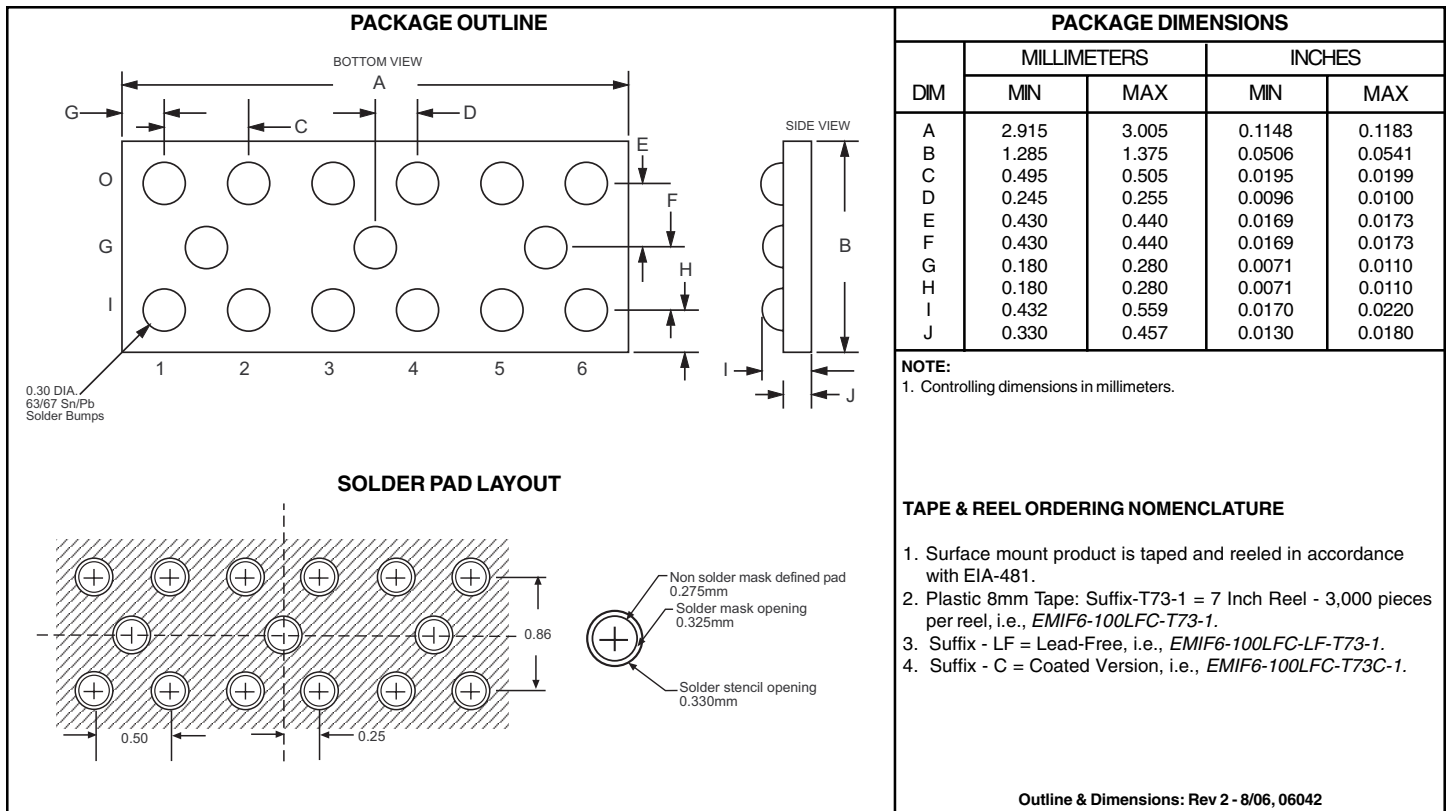 PACKAGE OUTLINE
BOTTOM VIEW
A
G
C
D
SIDE VIEW
E
O
F
G
B
H
I
1 2 3 4 5 6
I
J
0.30 DIA.
63/67 Sn/Pb
Solder Bumps
SOLDER PAD LAYOUT
Non solder mask defined pad
0.275mm
Solder mask opening
0.325mm
0.86
Solder stencil opening
0.330mm
0.50
0.25
PACKAGE DIMENSIONS
MILLIMETERS INCHES
DIM MIN MAX MIN MAX
A 2.915 3.005 0.1148 0.1183
B 1.285 1.375 0.0506 0.0541
C 0.495 0.505 0.0195 0.0199
D 0.245 0.255 0.0096 0.0100
E 0.430 0.440 0.0169 0.0173
F 0.430 0.440 0.0169 0.0173
G 0.180 0.280 0.0071 0.0110
H 0.180 0.280 0.0071 0.0110
I 0.432 0.559 0.0170 0.0220
J 0.330 0.457 0.0130 0.0180
NOTE:
1. Controlling dimensions in millimeters.
TAPE & REEL ORDERING NOMENCLATURE
1. Surface mount product is taped and reeled in accordance
with EIA-481.
2. Plastic 8mm Tape: Suffix-T73-1 = 7 Inch Reel - 3,000 pieces
per reel, i.e., EMIF6-100LFC-T73-1.
3. Suffix - LF = Lead-Free, i.e., EMIF6-100LFC-LF-T73-1.
4. Suffix - C = Coated Version, i.e., EMIF6-100LFC-T73C-1.
Outline & Dimensions: Rev 2 - 8/06, 06042